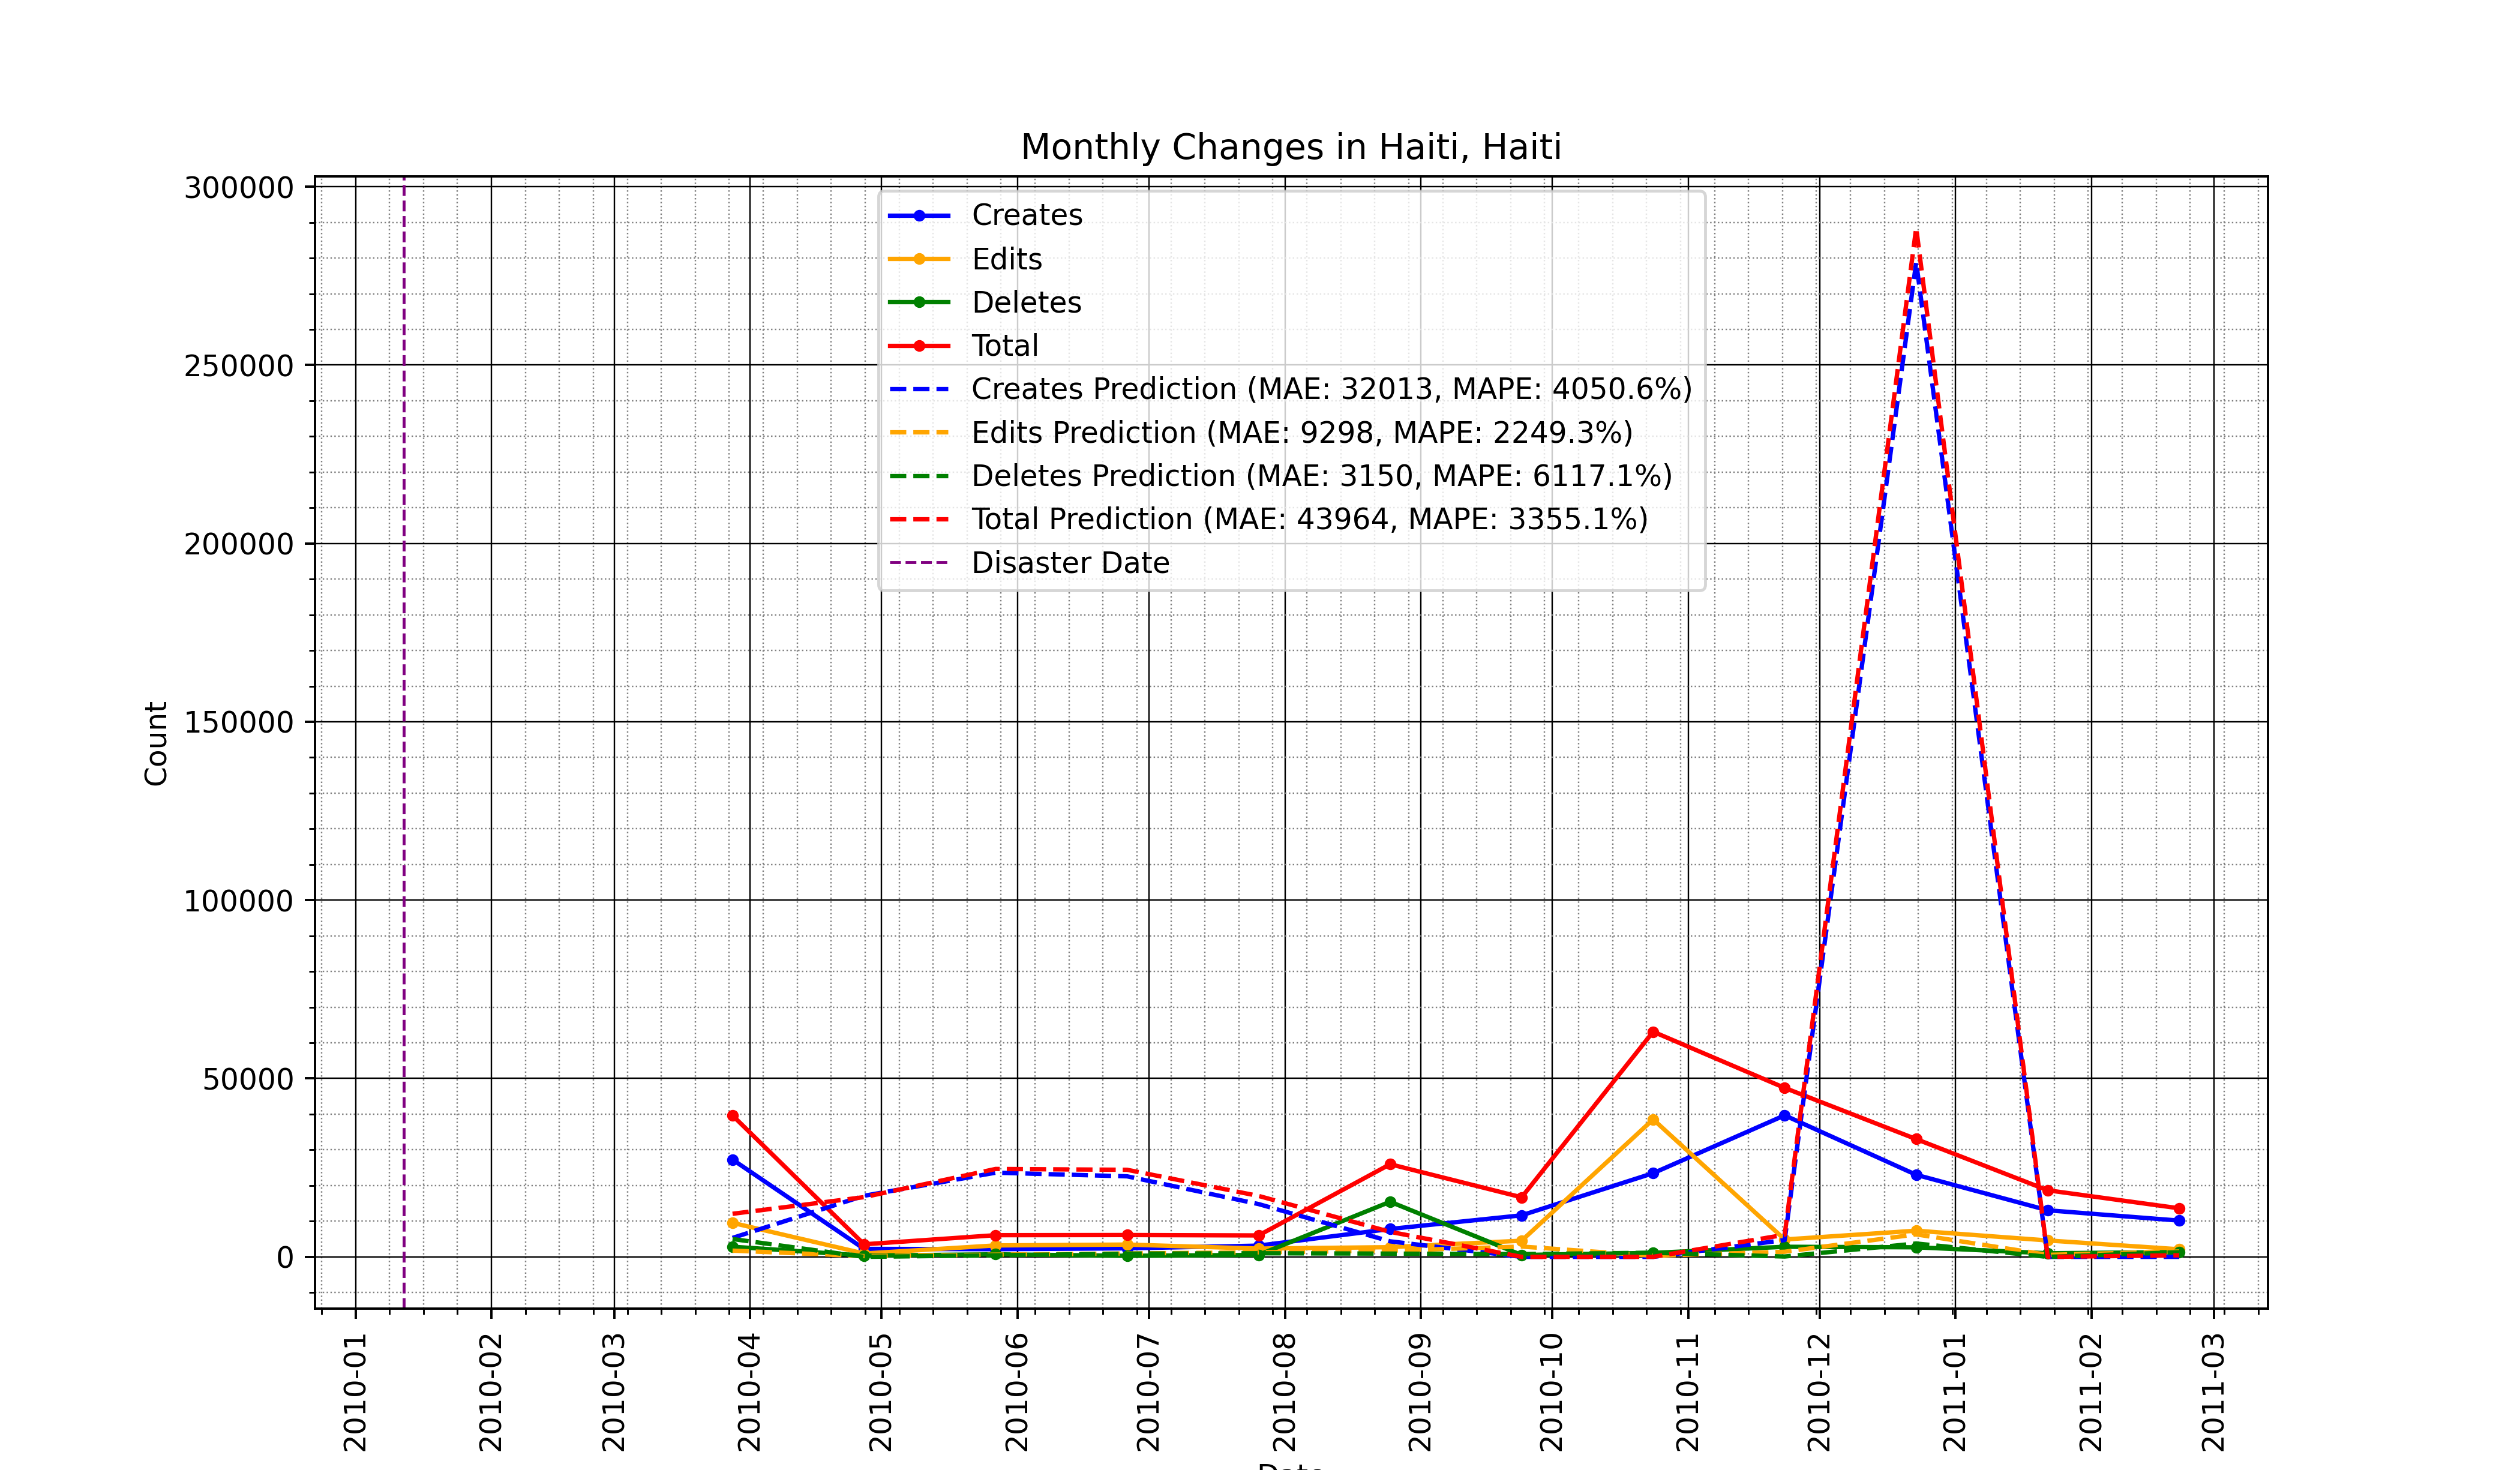 Monthly Changes in Haiti, Haiti
300000
250000
200000
150000
100000
50000
0
Count
Creates
Edits
Deletes
Total
Creates Prediction (MAE: 32013, MAPE: 4050.6%)
Edits Prediction (MAE: 9298, MAPE: 2249.3%)
Deletes Prediction (MAE: 3150, MAPE: 6117.1%)
Total Prediction (MAE: 43964, MAPE: 3355.1%)
Disaster Date
2010-01
2010-02
2010-03
2010-04
2010-05
2010-06
2010-07
2010-08
2010-09
2010-10
2010-11
2010-12
2011-01
2011-02
2011-03
Date